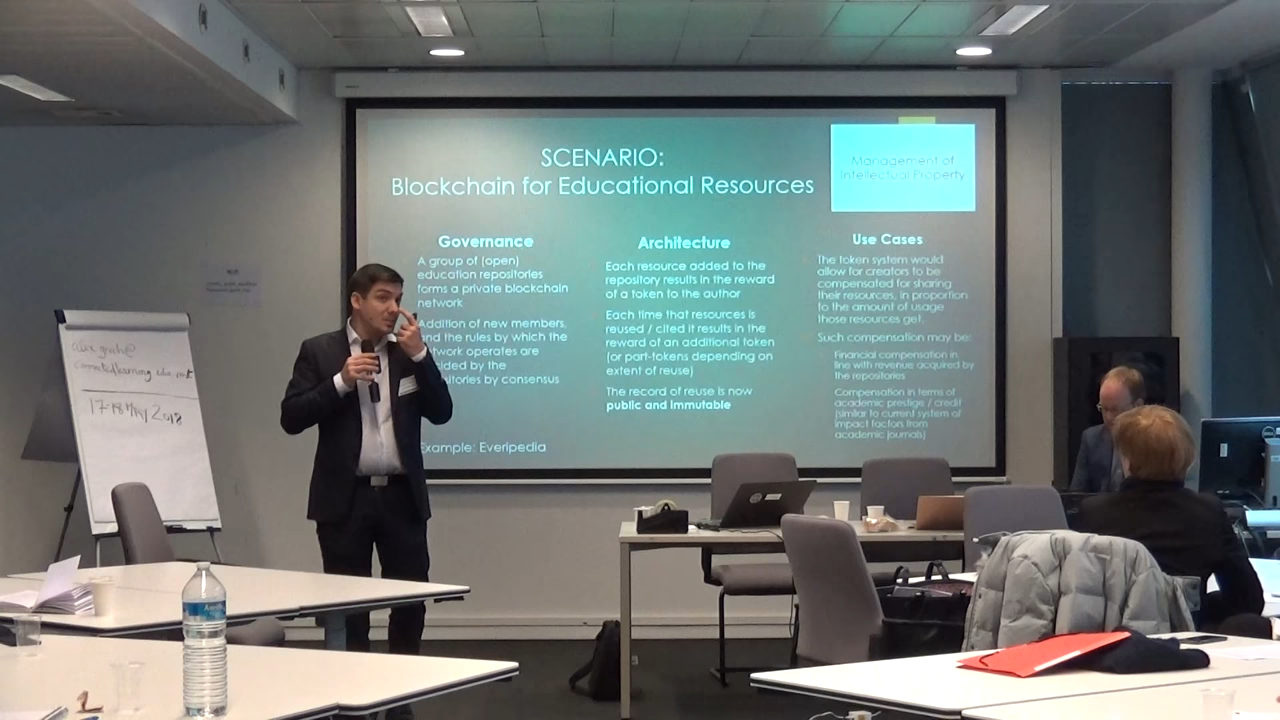 SCENARIO:
Blockchain for Educational Resources
Management of
Intellectual Property
Governance
A group of (open)
education repositories
forms a private blockchain
network
Addition of new members,
and the rules by which the
network operates are
by the
by consensus
Example: Everipedia
Architecture
Each resource added to the
repository results in the reward
of a token to the author
Each time that resources is
reused / cited it results in the
reward of an additional token
(or part-tokens depending on
extent of reuse)
The record of reuse is now
public and immutable
Use Cases
The token system would
allow for creators to be
compensated for sharing
their resources, in proportion
to the amount of usage
those resources get.
Such compensation may be:
Financial compensation in
line with revenue acquired by
the repositories
Compensation in terms of
academic prestige / credit
(similar to current system of
impact factors from
academic journals)
17-18 May 2018